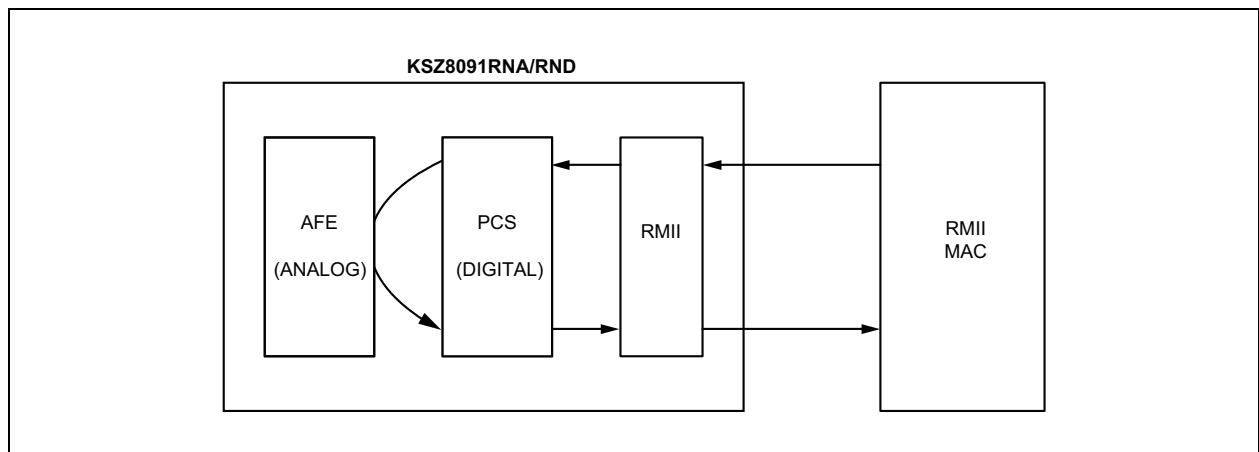 KSZ8091RNA/RND
AFE
(ANALOG)
PCS
(DIGITAL)
RMII
RMII
MAC